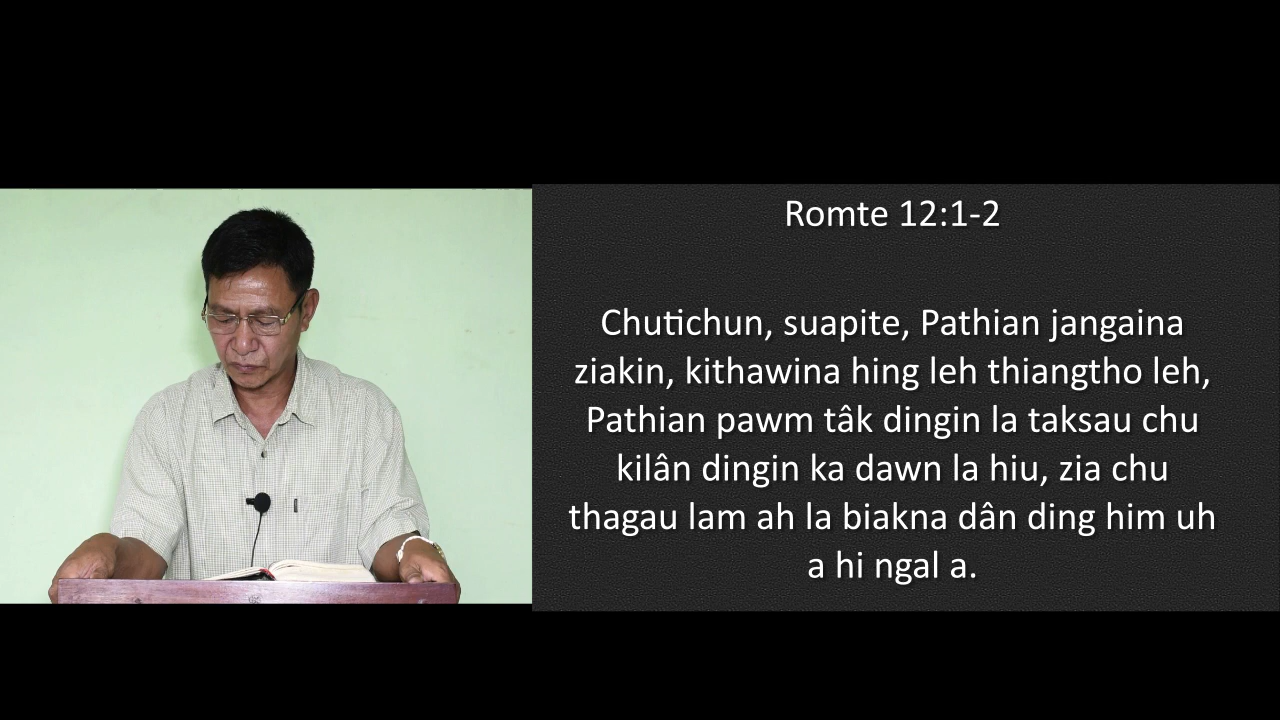 Romte 12:1-2
Chutichun, suapite, Pathian jangaina
ziakin, kithawina hing leh thiangtho leh,
Pathian pawm tâk dingin la taksau chu
kilân dingin ka dawn la hiu, zia chu
thagau lam ah la biakna dân ding him uh
a hi ngal a.